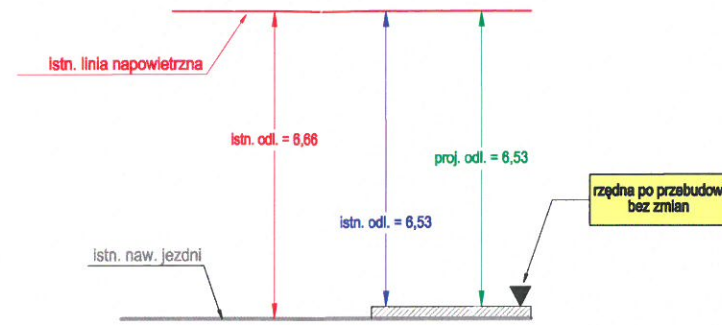 istn. linia napowietrzna
istn. odl. = 6,66
proj. odl. = 6,53
rzędna po przebudow
bez zmian
istn. odl. = 6,53
istn. naw. jezdni